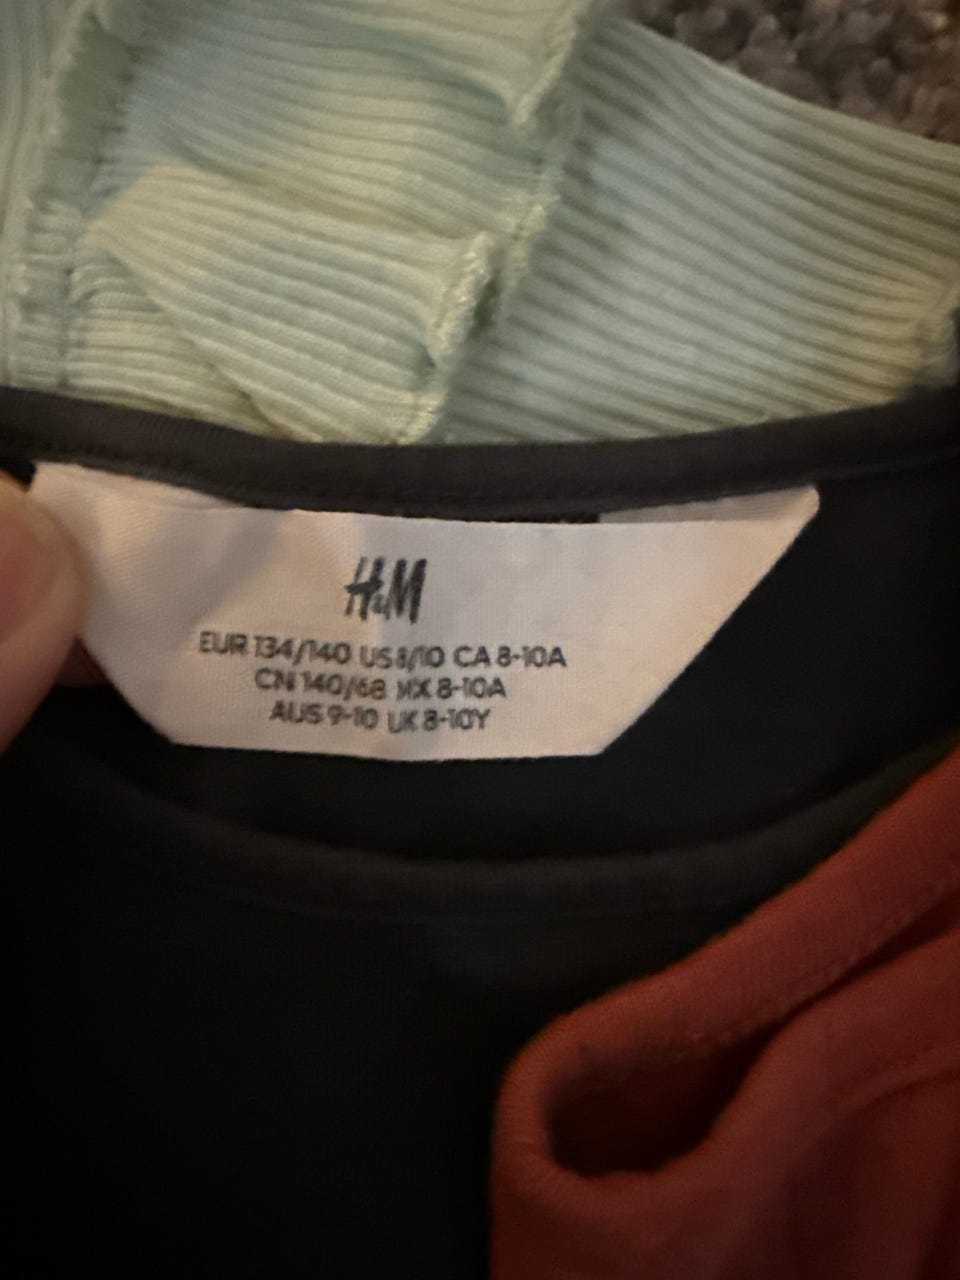 H&M
EUR 134/140 US 8/10 CA 8-10A
CN 140/68 MX 8-10A
AUS 9-10 UK 8-10Y